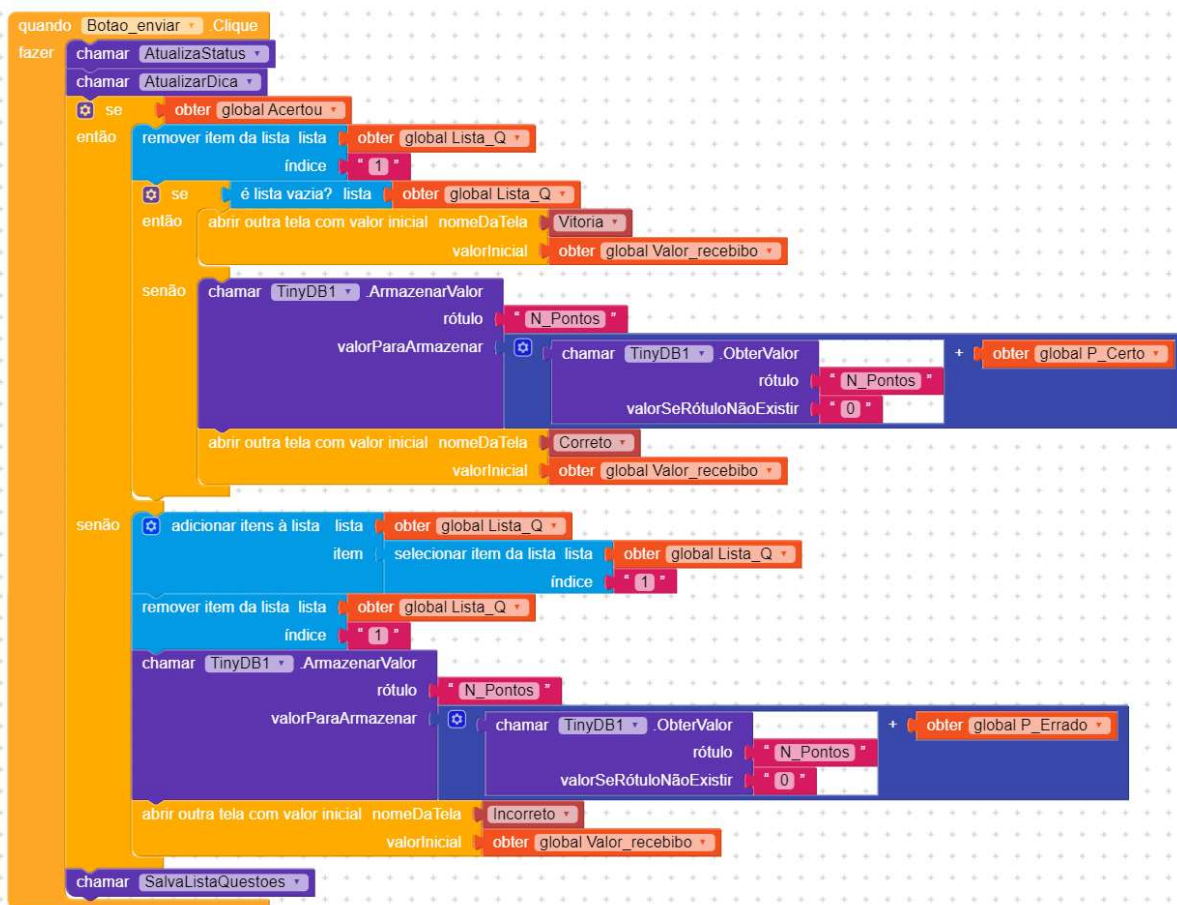 quando Botao_enviar .Clique
fazer chamar AtualizaStatus
chamar AtualizarDica
se obter global Acertou
então remover item da lista lista obter global Lista_Q
índice " 1 "
se é lista vazia? lista obter global Lista_Q
então abrir outra tela com valor inicial nomeDaTela Vitoria
valorInicial obter global Valor_recebibo
senão chamar TinyDB1 .ArmazenarValor
rótulo " N_Pontos "
valorParaArmazenar chamar TinyDB1 .ObterValor + obter global P_Certo
rótulo " N_Pontos "
valorSeRótuloNãoExistir " 0 "
abrir outra tela com valor inicial nomeDaTela Correto
valorInicial obter global Valor_recebibo
senão adicionar itens à lista lista obter global Lista_Q
item selecionar item da lista lista obter global Lista_Q
índice " 1 "
remover item da lista lista obter global Lista_Q
índice " 1 "
chamar TinyDB1 .ArmazenarValor
rótulo " N_Pontos "
valorParaArmazenar chamar TinyDB1 .ObterValor + obter global P_Errado
rótulo " N_Pontos "
valorSeRótuloNãoExistir " 0 "
abrir outra tela com valor inicial nomeDaTela Incorreto
valorInicial obter global Valor_recebibo
chamar SalvaListaQuestoes